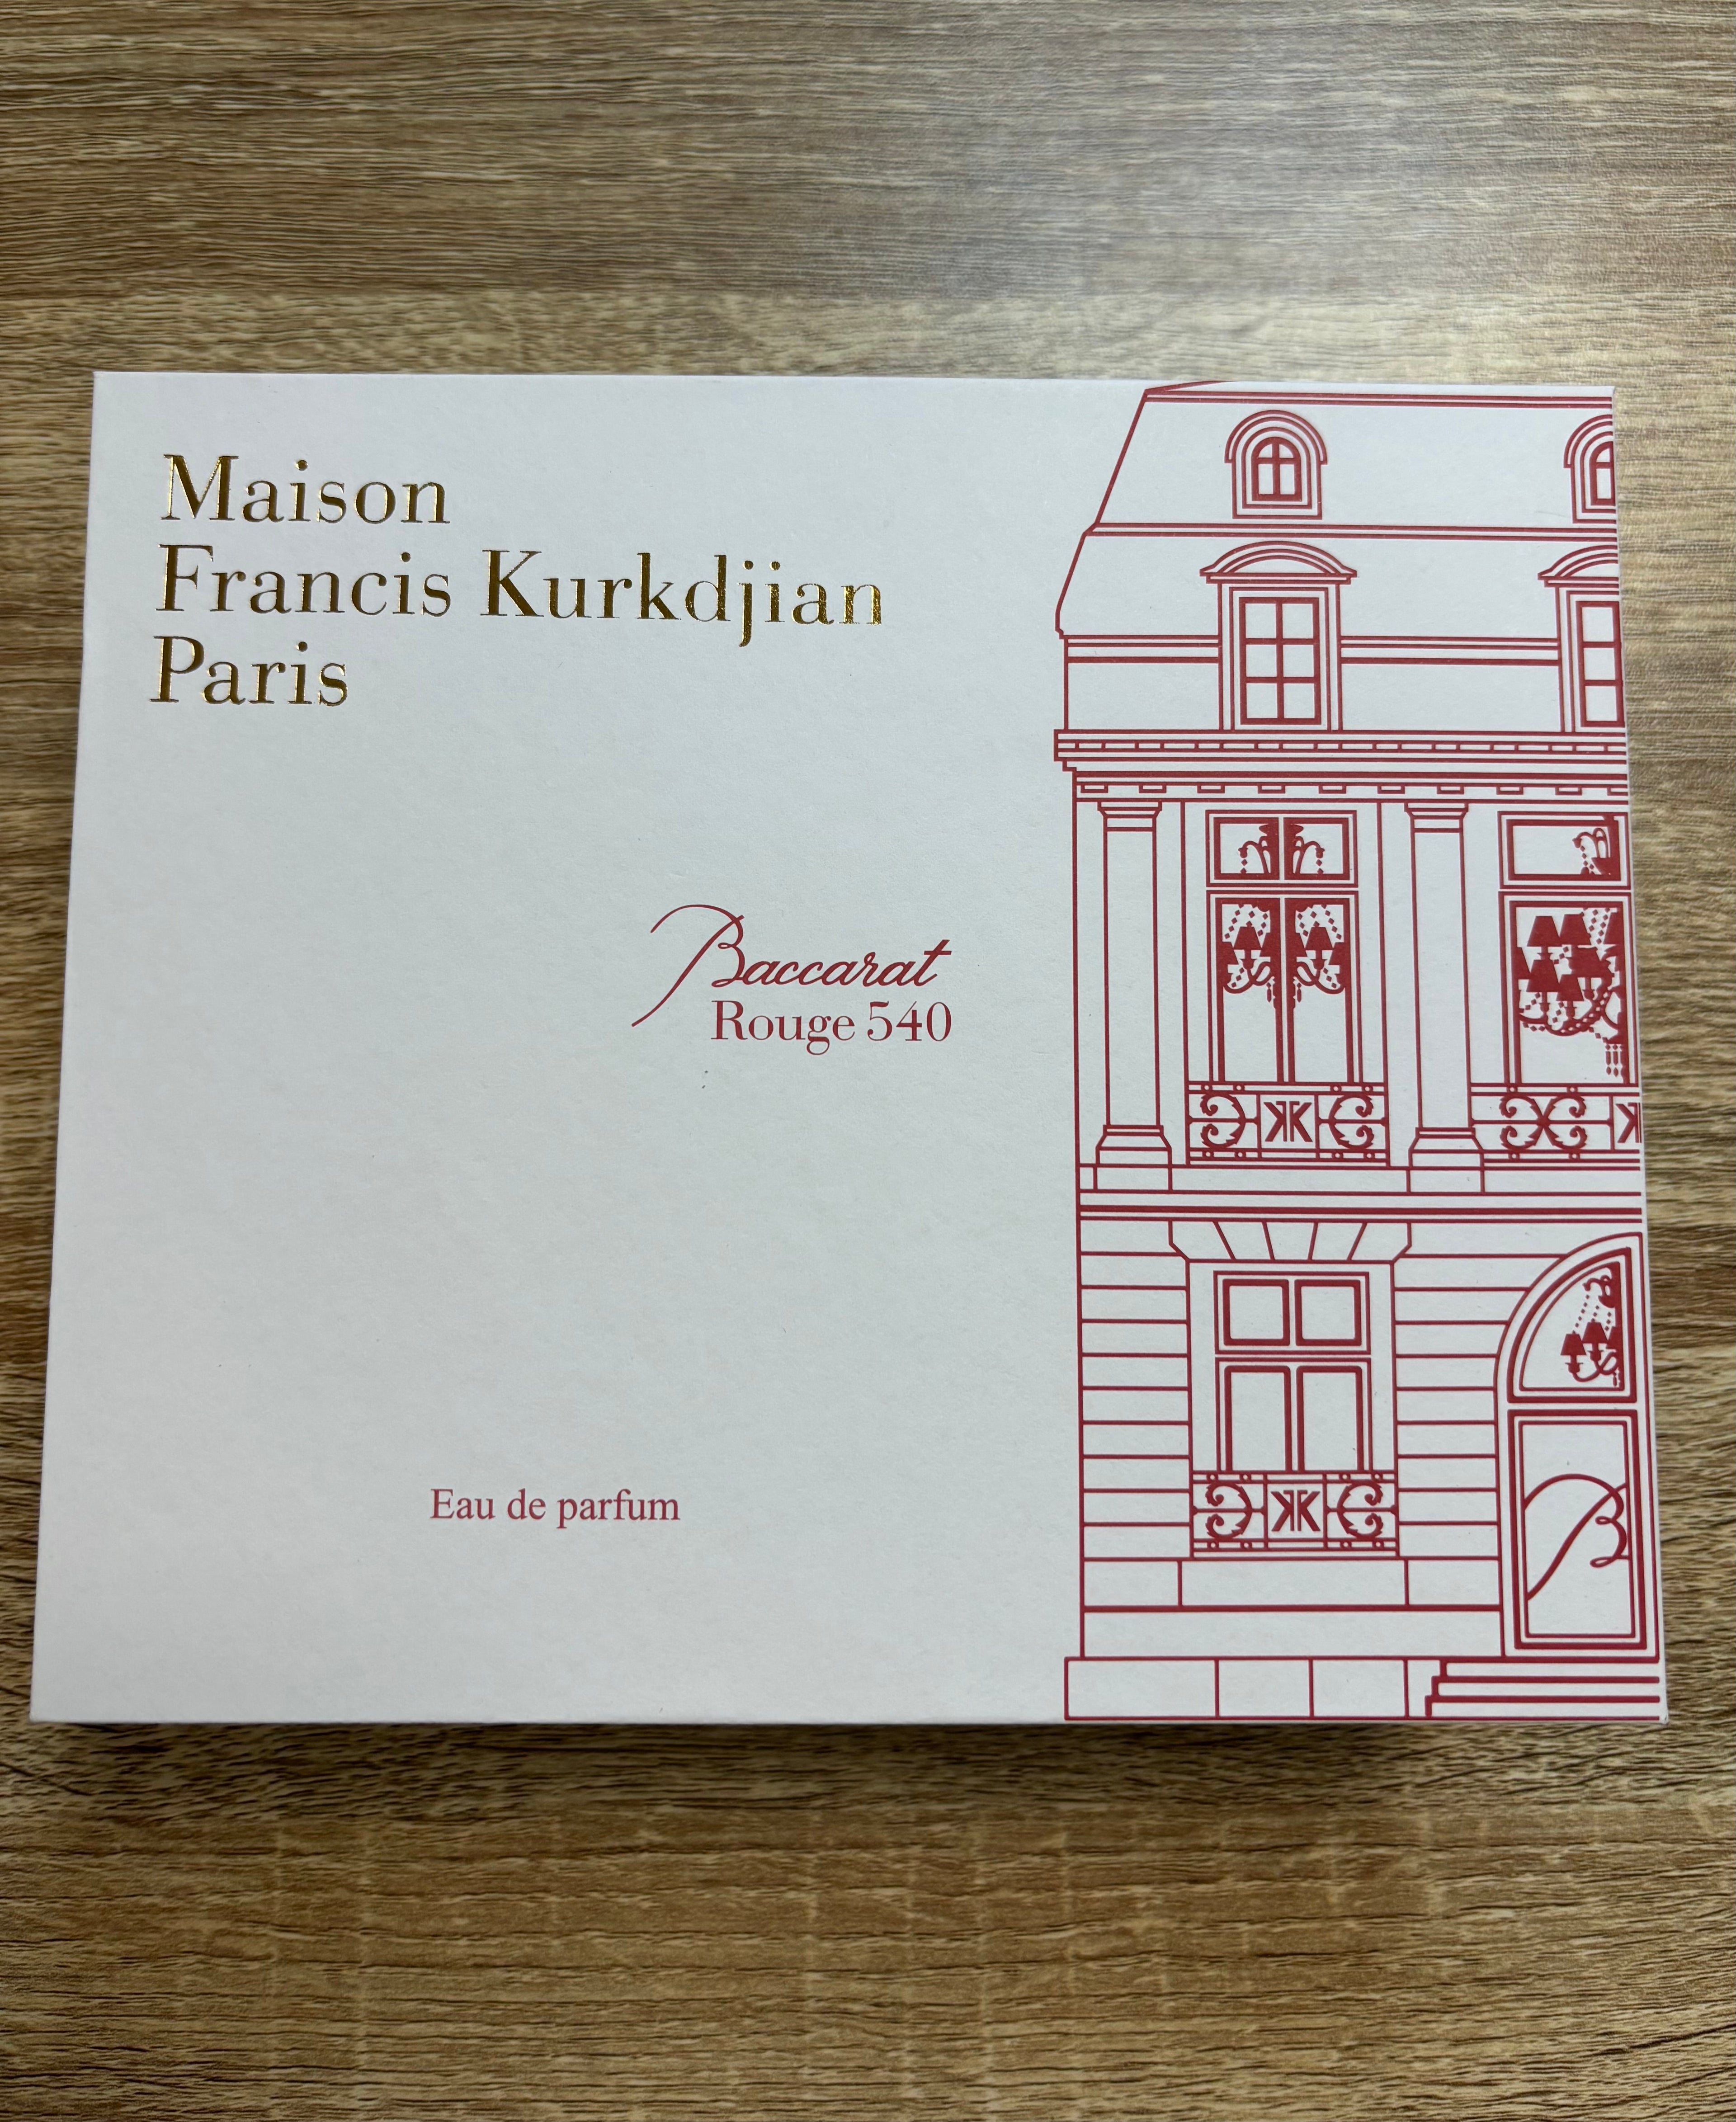 Maison
Francis Kurkdjian
Paris
Baccarat
Rouge 540
Eau de parfum